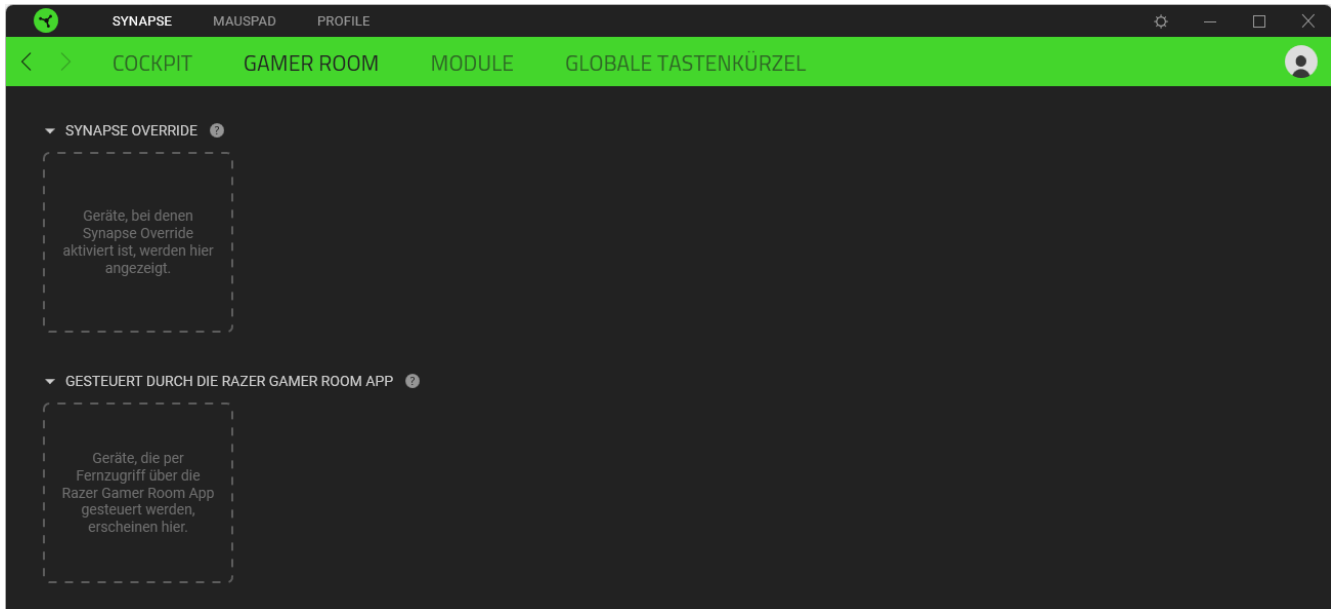 SYNAPSE MAUSPAD PROFILE
COCKPIT GAMER ROOM MODULE GLOBALE TASTENKÜRZEL
SYNAPSE OVERRIDE ?
Geräte, bei denen
Synapse Override
aktiviert ist, werden hier
angezeigt.
GESTEUERT DURCH DIE RAZER GAMER ROOM APP ?
Geräte, die per
Fernzugriff über die
Razer Gamer Room App
gesteuert werden,
erscheinen hier.